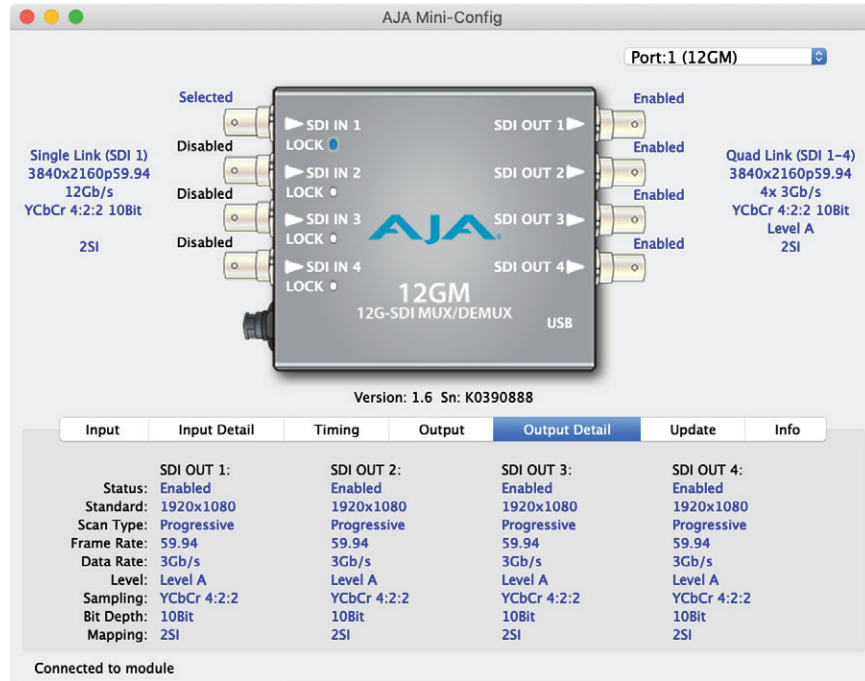 AJA Mini-Config
Port:1 (12GM)
Selected
Disabled
Disabled
Disabled
Single Link (SDI 1)
3840x2160p59.94
12Gb/s
YCbCr 4:2:2 10Bit
2SI
SDI IN 1
LOCK
SDI IN 2
LOCK
SDI IN 3
LOCK
SDI IN 4
LOCK
SDI OUT 1
SDI OUT 2
SDI OUT 3
SDI OUT 4
AJA
12GM
12G-SDI MUX/DEMUX
USB
Enabled
Enabled
Enabled
Enabled
Quad Link (SDI 1-4)
3840x2160p59.94
4x 3Gb/s
YCbCr 4:2:2 10Bit
Level A
2SI
Version: 1.6 Sn: K0390888
Input Input Detail Timing Output Output Detail Update Info
SDI OUT 1: SDI OUT 2: SDI OUT 3: SDI OUT 4:
Status: Enabled Enabled Enabled Enabled
Standard: 1920x1080 1920x1080 1920x1080 1920x1080
Scan Type: Progressive Progressive Progressive Progressive
Frame Rate: 59.94 59.94 59.94 59.94
Data Rate: 3Gb/s 3Gb/s 3Gb/s 3Gb/s
Level: Level A Level A Level A Level A
Sampling: YCbCr 4:2:2 YCbCr 4:2:2 YCbCr 4:2:2 YCbCr 4:2:2
Bit Depth: 10Bit 10Bit 10Bit 10Bit
Mapping: 2SI 2SI 2SI 2SI
Connected to module